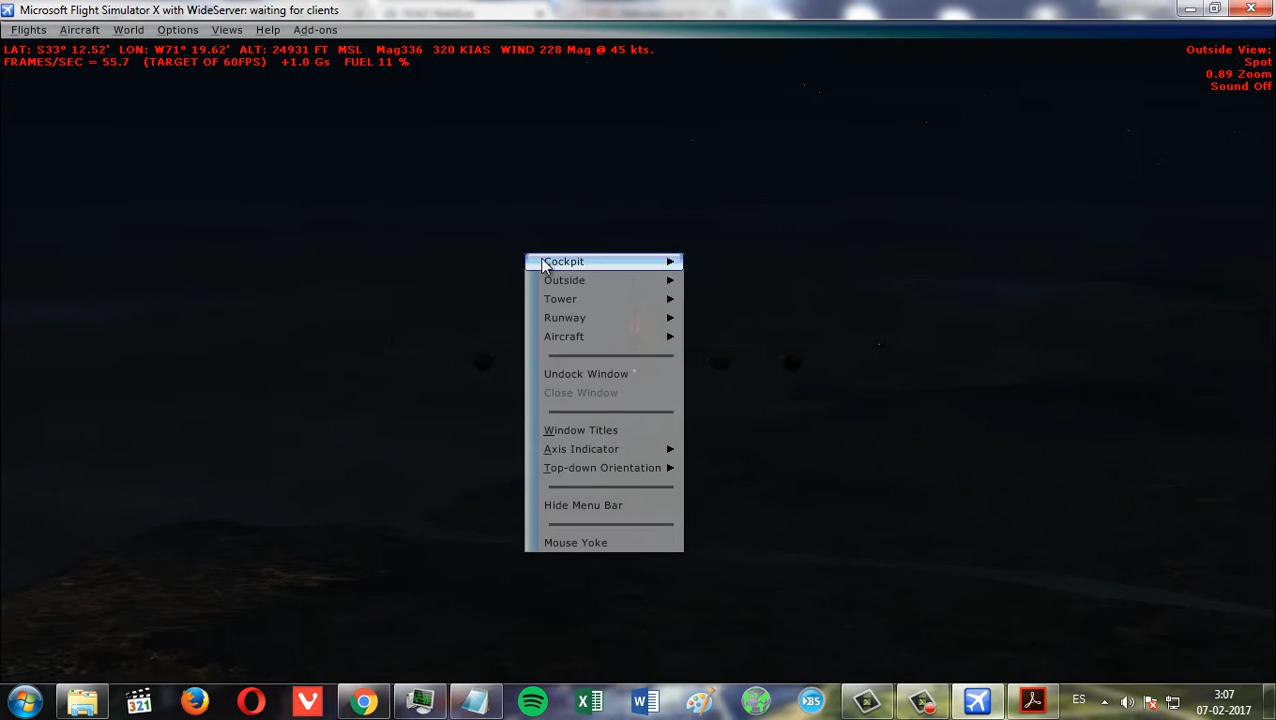 Microsoft Flight Simulator X with WideServer: waiting for clients
Flights Aircraft World Options Views Help Add-ons
LAT: S33° 12.52' LON: W71° 19.62' ALT: 24931 FT MSL Mag336 320 KIAS WIND 228 Mag @ 45 kts.
Outside View:
FRAMES/SEC = 55.7 (TARGET OF 60FPS) +1.0 Gs FUEL 11 %
Spot
0.89 Zoom
Sound Off
Cockpit
Outside
Tower
Runway
Aircraft
Undock Window
Close Window
Window Titles
Axis Indicator
Top-down Orientation
Hide Menu Bar
Mouse Yoke
321
ES
3:07
07-02-2017